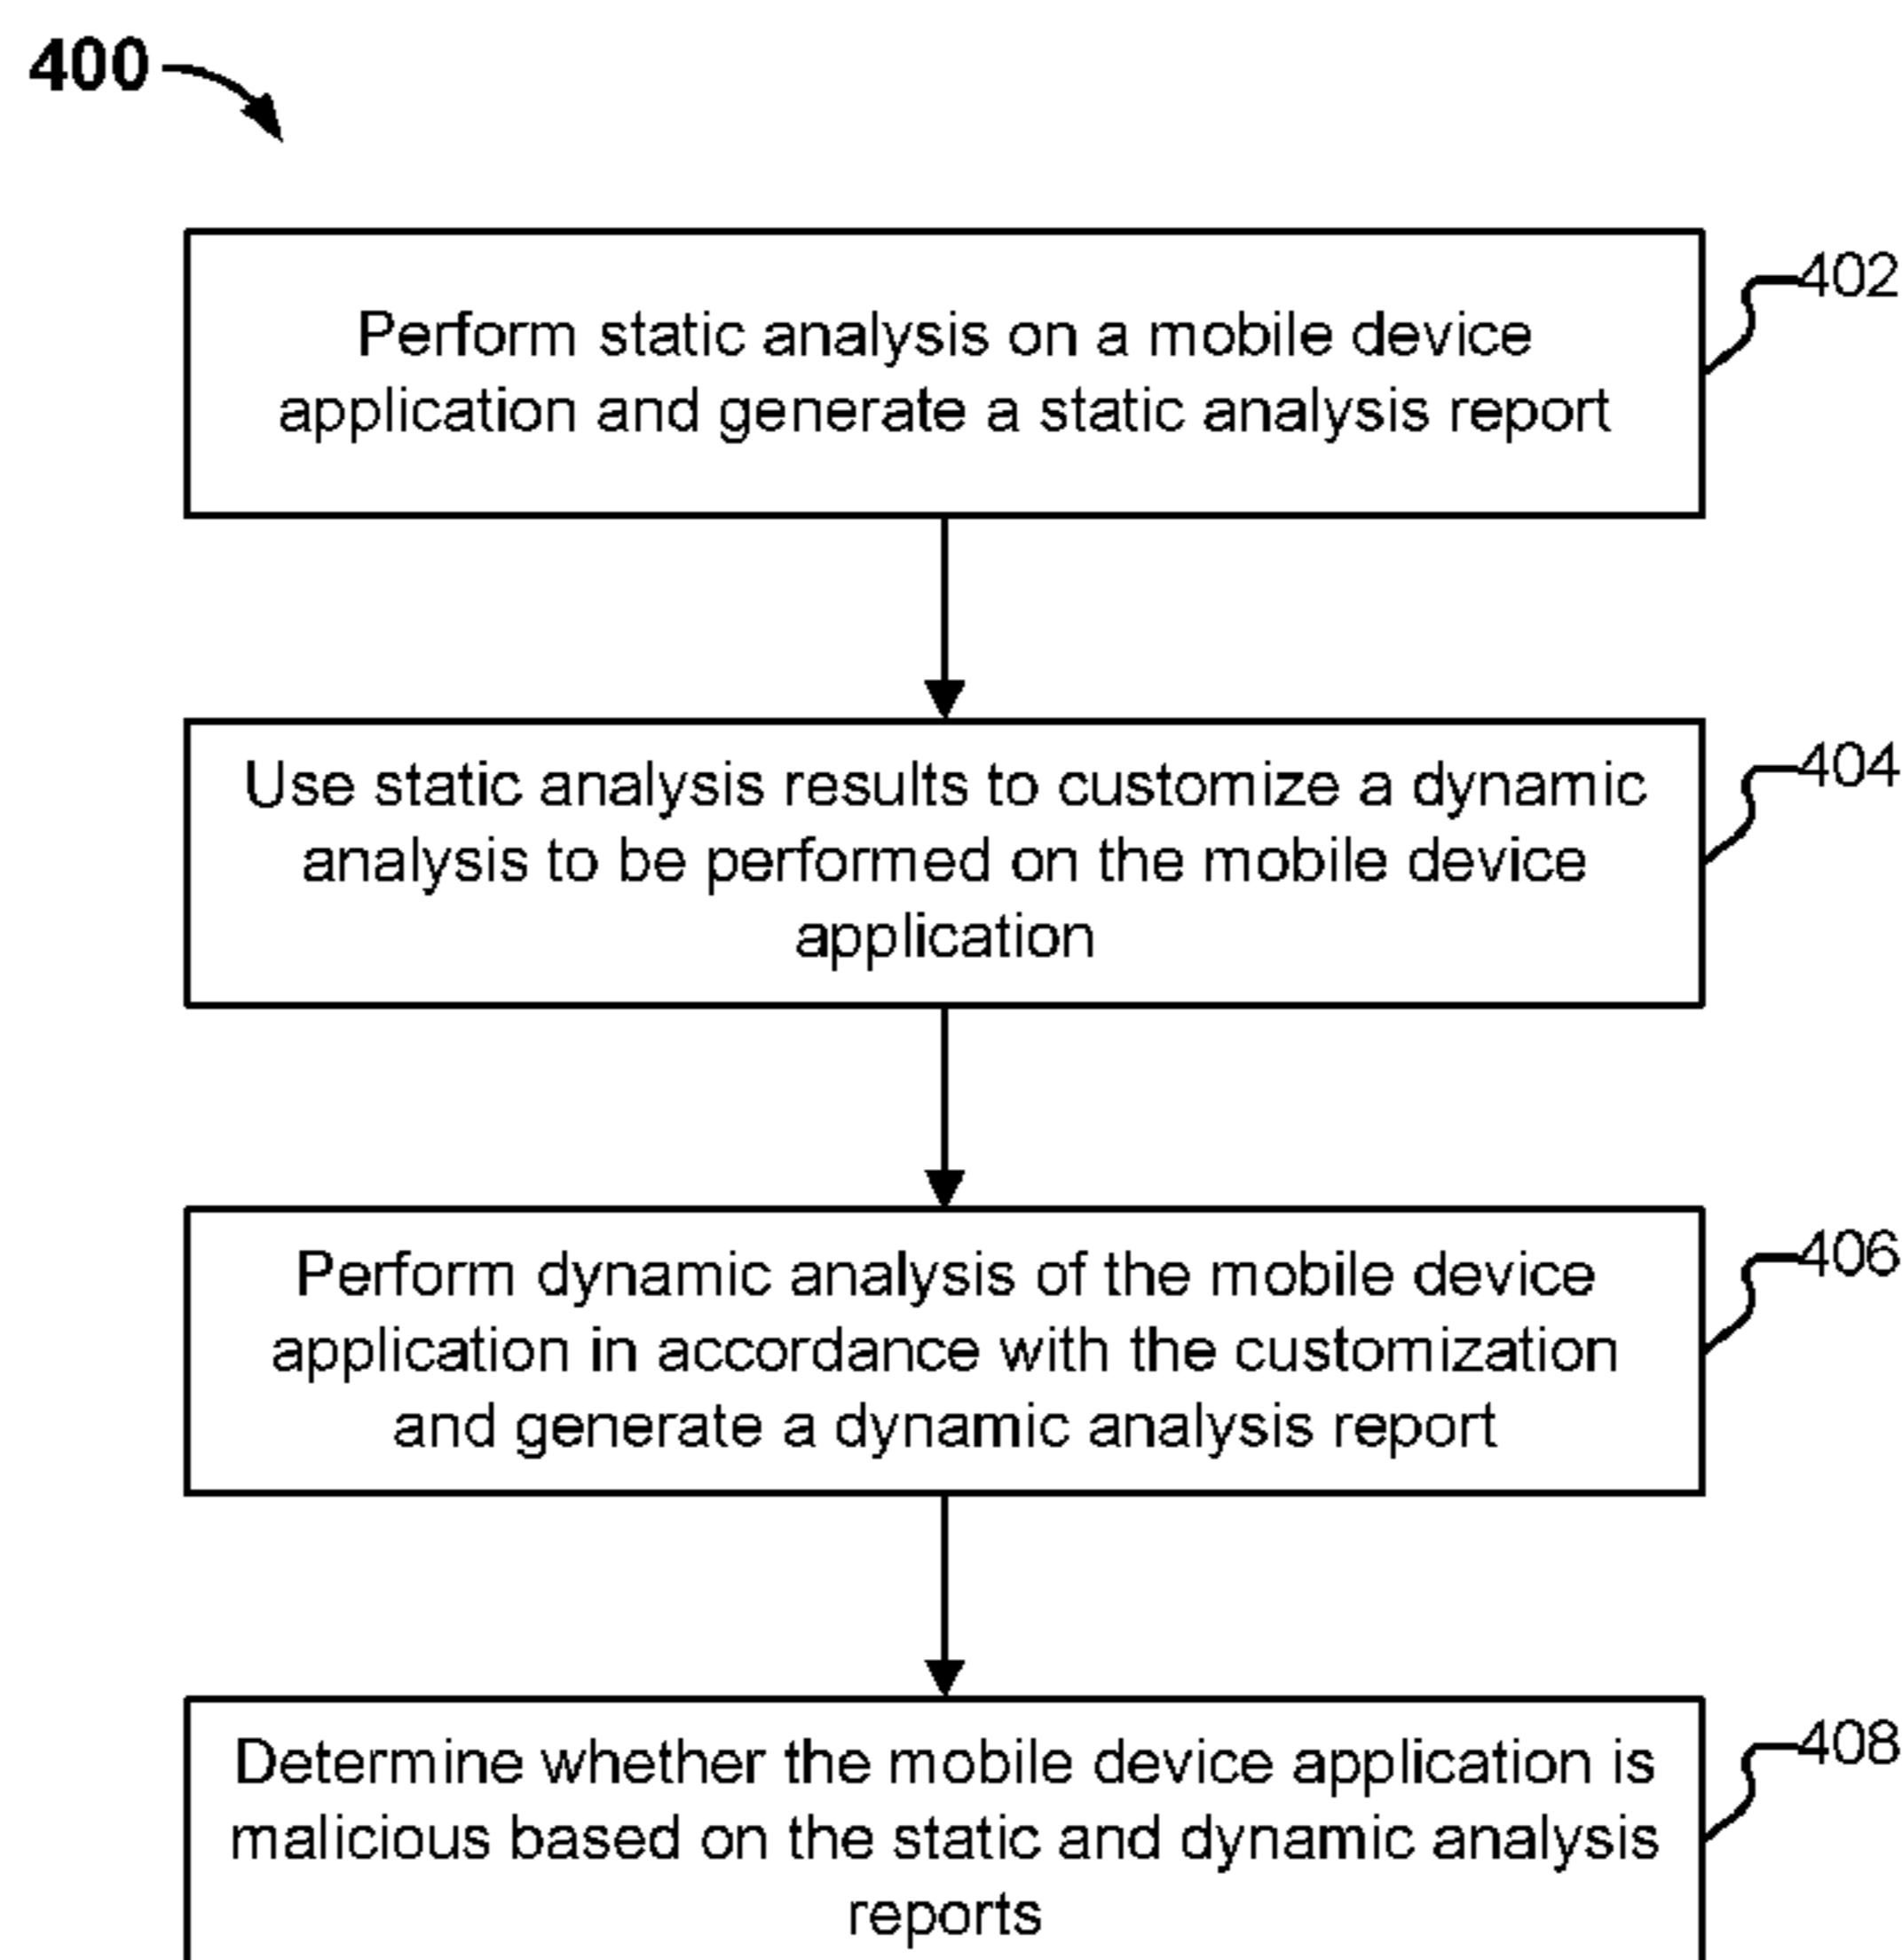 400
402
Perform static analysis on a mobile device
application and generate a static analysis report
404
Use static analysis results to customize a dynamic
analysis to be performed on the mobile device
application
406
Perform dynamic analysis of the mobile device
application in accordance with the customization
and generate a dynamic analysis report
408
Determine whether the mobile device application is
malicious based on the static and dynamic analysis
reports